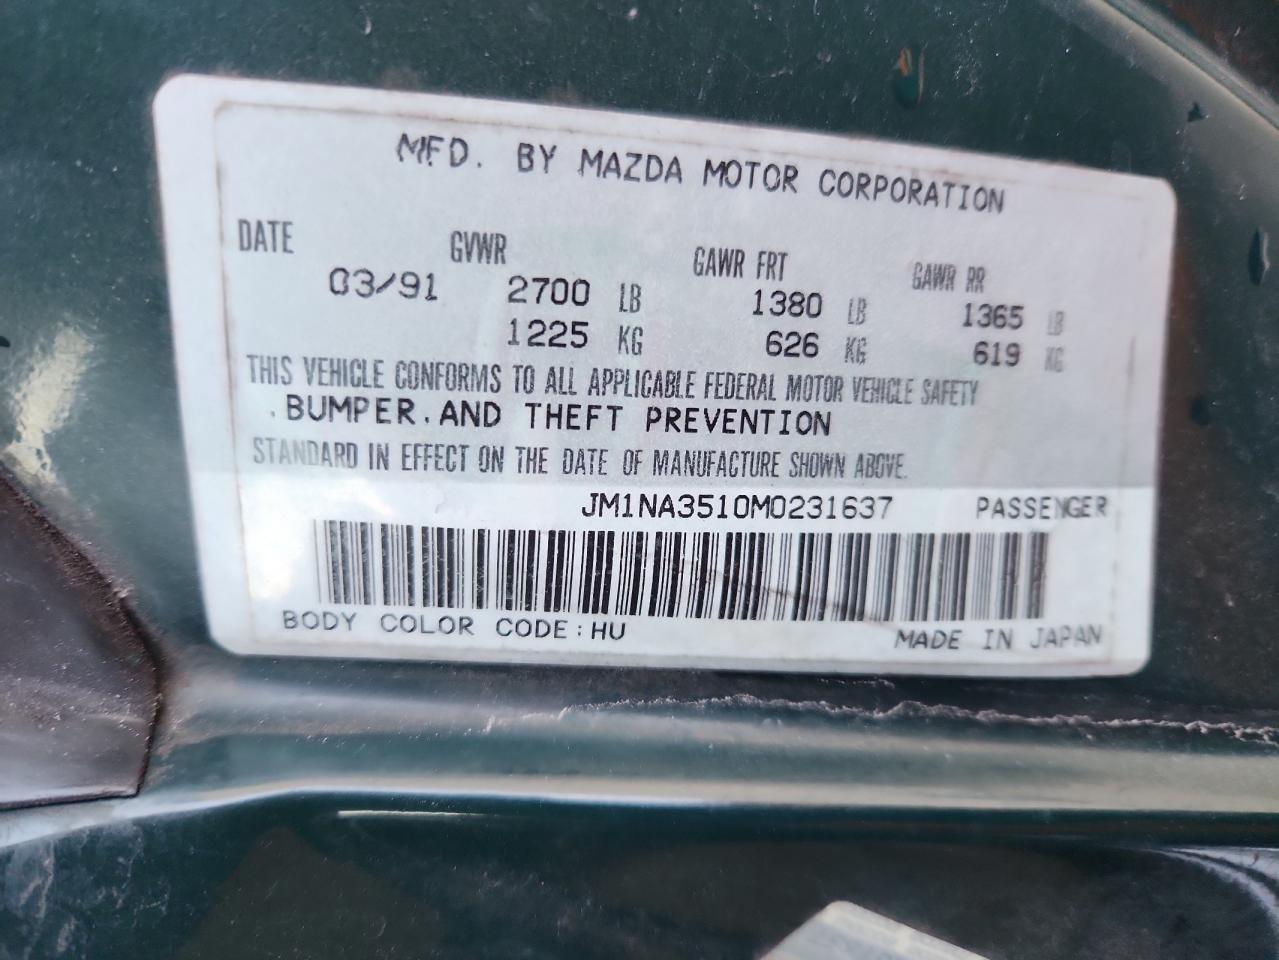 MFD. BY MAZDA MOTOR CORPORATION
DATE GVWR GAWR FRT GAWR RR
03/91 2700 LB 1380 LB 1365 LB
1225 KG 626 KG 619 KG
THIS VEHICLE CONFORMS TO ALL APPLICABLE FEDERAL MOTOR VEHICLE SAFETY
, BUMPER, AND THEFT PREVENTION
STANDARD IN EFFECT ON THE DATE OF MANUFACTURE SHOWN ABOVE.
JM1NA3510M0231637 PASSENGER
BODY COLOR CODE:HU MADE IN JAPAN